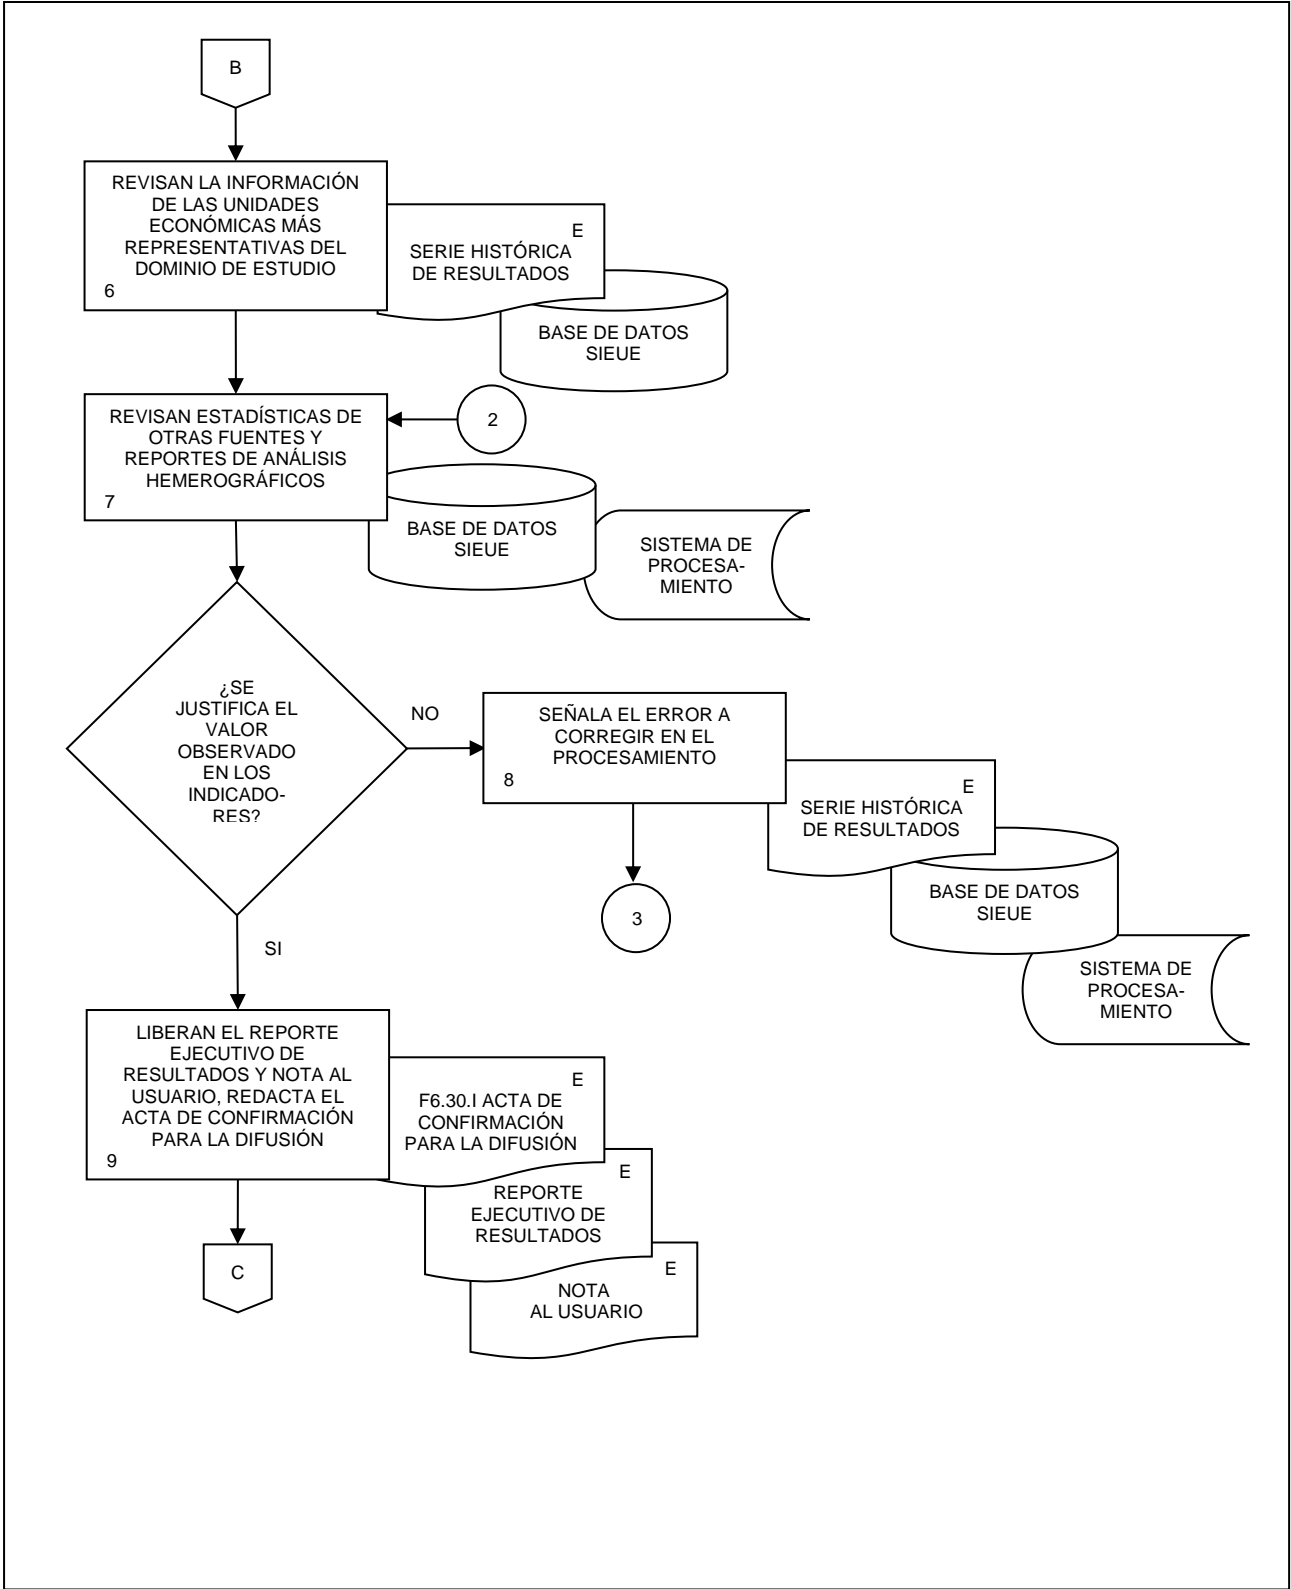 B
REVISAN LA INFORMACIÓN
DE LAS UNIDADES
ECONÓMICAS MÁS
REPRESENTATIVAS DEL
DOMINIO DE ESTUDIO
6
E
SERIE HISTÓRICA
DE RESULTADOS
BASE DE DATOS
SIEUE
REVISAN ESTADÍSTICAS DE
OTRAS FUENTES Y
REPORTES DE ANÁLISIS
HEMEROGRÁFICOS
7
2
BASE DE DATOS
SIEUE
SISTEMA DE
PROCESA-
MIENTO
¿SE
JUSTIFICA EL
VALOR
OBSERVADO
EN LOS
INDICADO-
RES?
NO
SEÑALA EL ERROR A
CORREGIR EN EL
PROCESAMIENTO
8
E
SERIE HISTÓRICA
DE RESULTADOS
BASE DE DATOS
SIEUE
SISTEMA DE
PROCESA-
MIENTO
3
SI
LIBERAN EL REPORTE
EJECUTIVO DE
RESULTADOS Y NOTA AL
USUARIO, REDACTA EL
ACTA DE CONFIRMACIÓN
PARA LA DIFUSIÓN
9
E
F6.30.I ACTA DE
CONFIRMACIÓN
PARA LA DIFUSIÓN
E
REPORTE
EJECUTIVO DE
RESULTADOS
E
NOTA
AL USUARIO
C